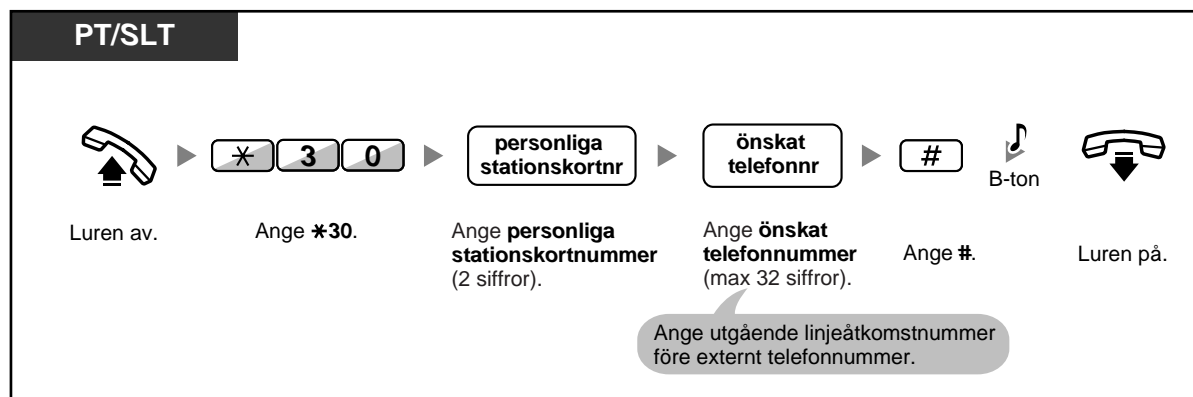 PT/SLT
✳ 3 0
personliga
stationskortnr
önskat
telefonnr
#
B-ton
Luren av.
Ange ✳30.
Ange personliga
stationskortnummer
(2 siffror).
Ange önskat
telefonnummer
(max 32 siffror).
Ange #.
Luren på.
Ange utgående linjeåtkomstnummer
före externt telefonnummer.